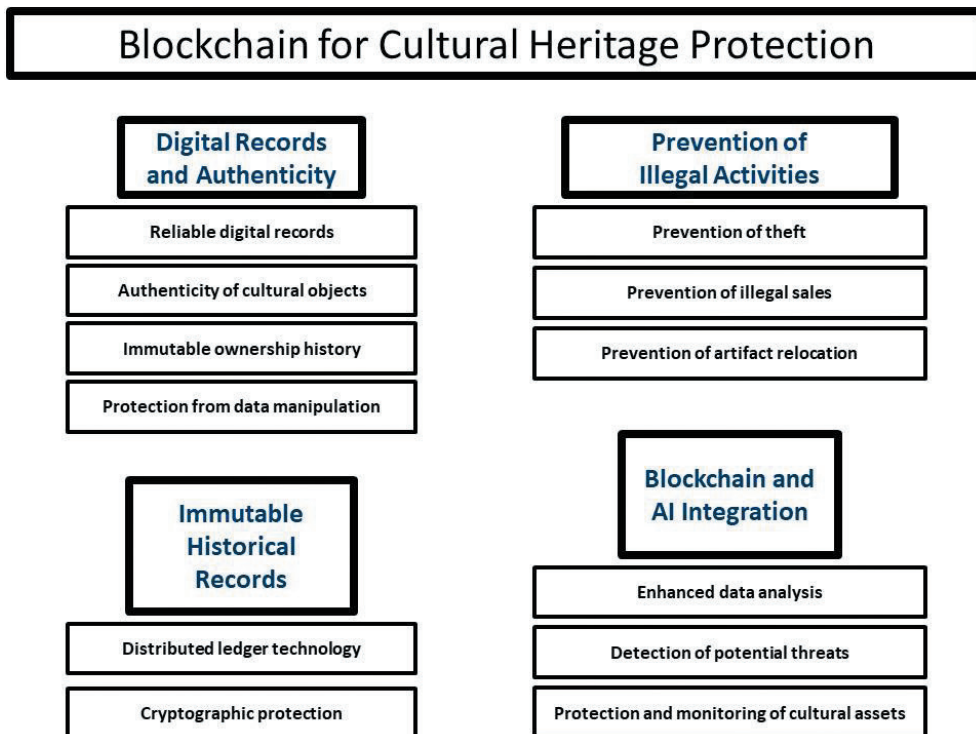 Blockchain for Cultural Heritage Protection
Digital Records
and Authenticity
Reliable digital records
Authenticity of cultural objects
Immutable ownership history
Protection from data manipulation
Prevention of
Illegal Activities
Prevention of theft
Prevention of illegal sales
Prevention of artifact relocation
Immutable
Historical
Records
Distributed ledger technology
Cryptographic protection
Blockchain and
AI Integration
Enhanced data analysis
Detection of potential threats
Protection and monitoring of cultural assets